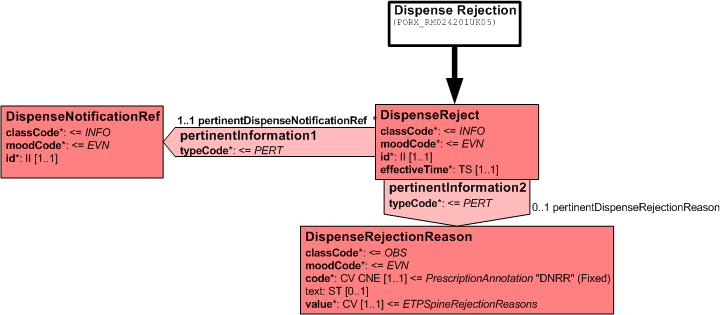 Dispense Rejection
(PORX_RM024201UK05)
DispenseNotificationRef
classCode*: <= INFO
moodCode*: <= EVN
id*: II [1..1]
1..1 pertinentDispenseNotificationRef *
pertinentInformation1
typeCode*: <= PERT
DispenseReject
classCode*: <= INFO
moodCode*: <= EVN
id*: II [1..1]
effectiveTime*: TS [1..1]
pertinentInformation2
typeCode*: <= PERT
0..1 pertinentDispenseRejectionReason
DispenseRejectionReason
classCode*: <= OBS
moodCode*: <= EVN
code*: CV CNE [1..1] <= PrescriptionAnnotation "DNRR" (Fixed)
text: ST [0..1]
value*: CV [1..1] <= ETPSpineRejectionReasons